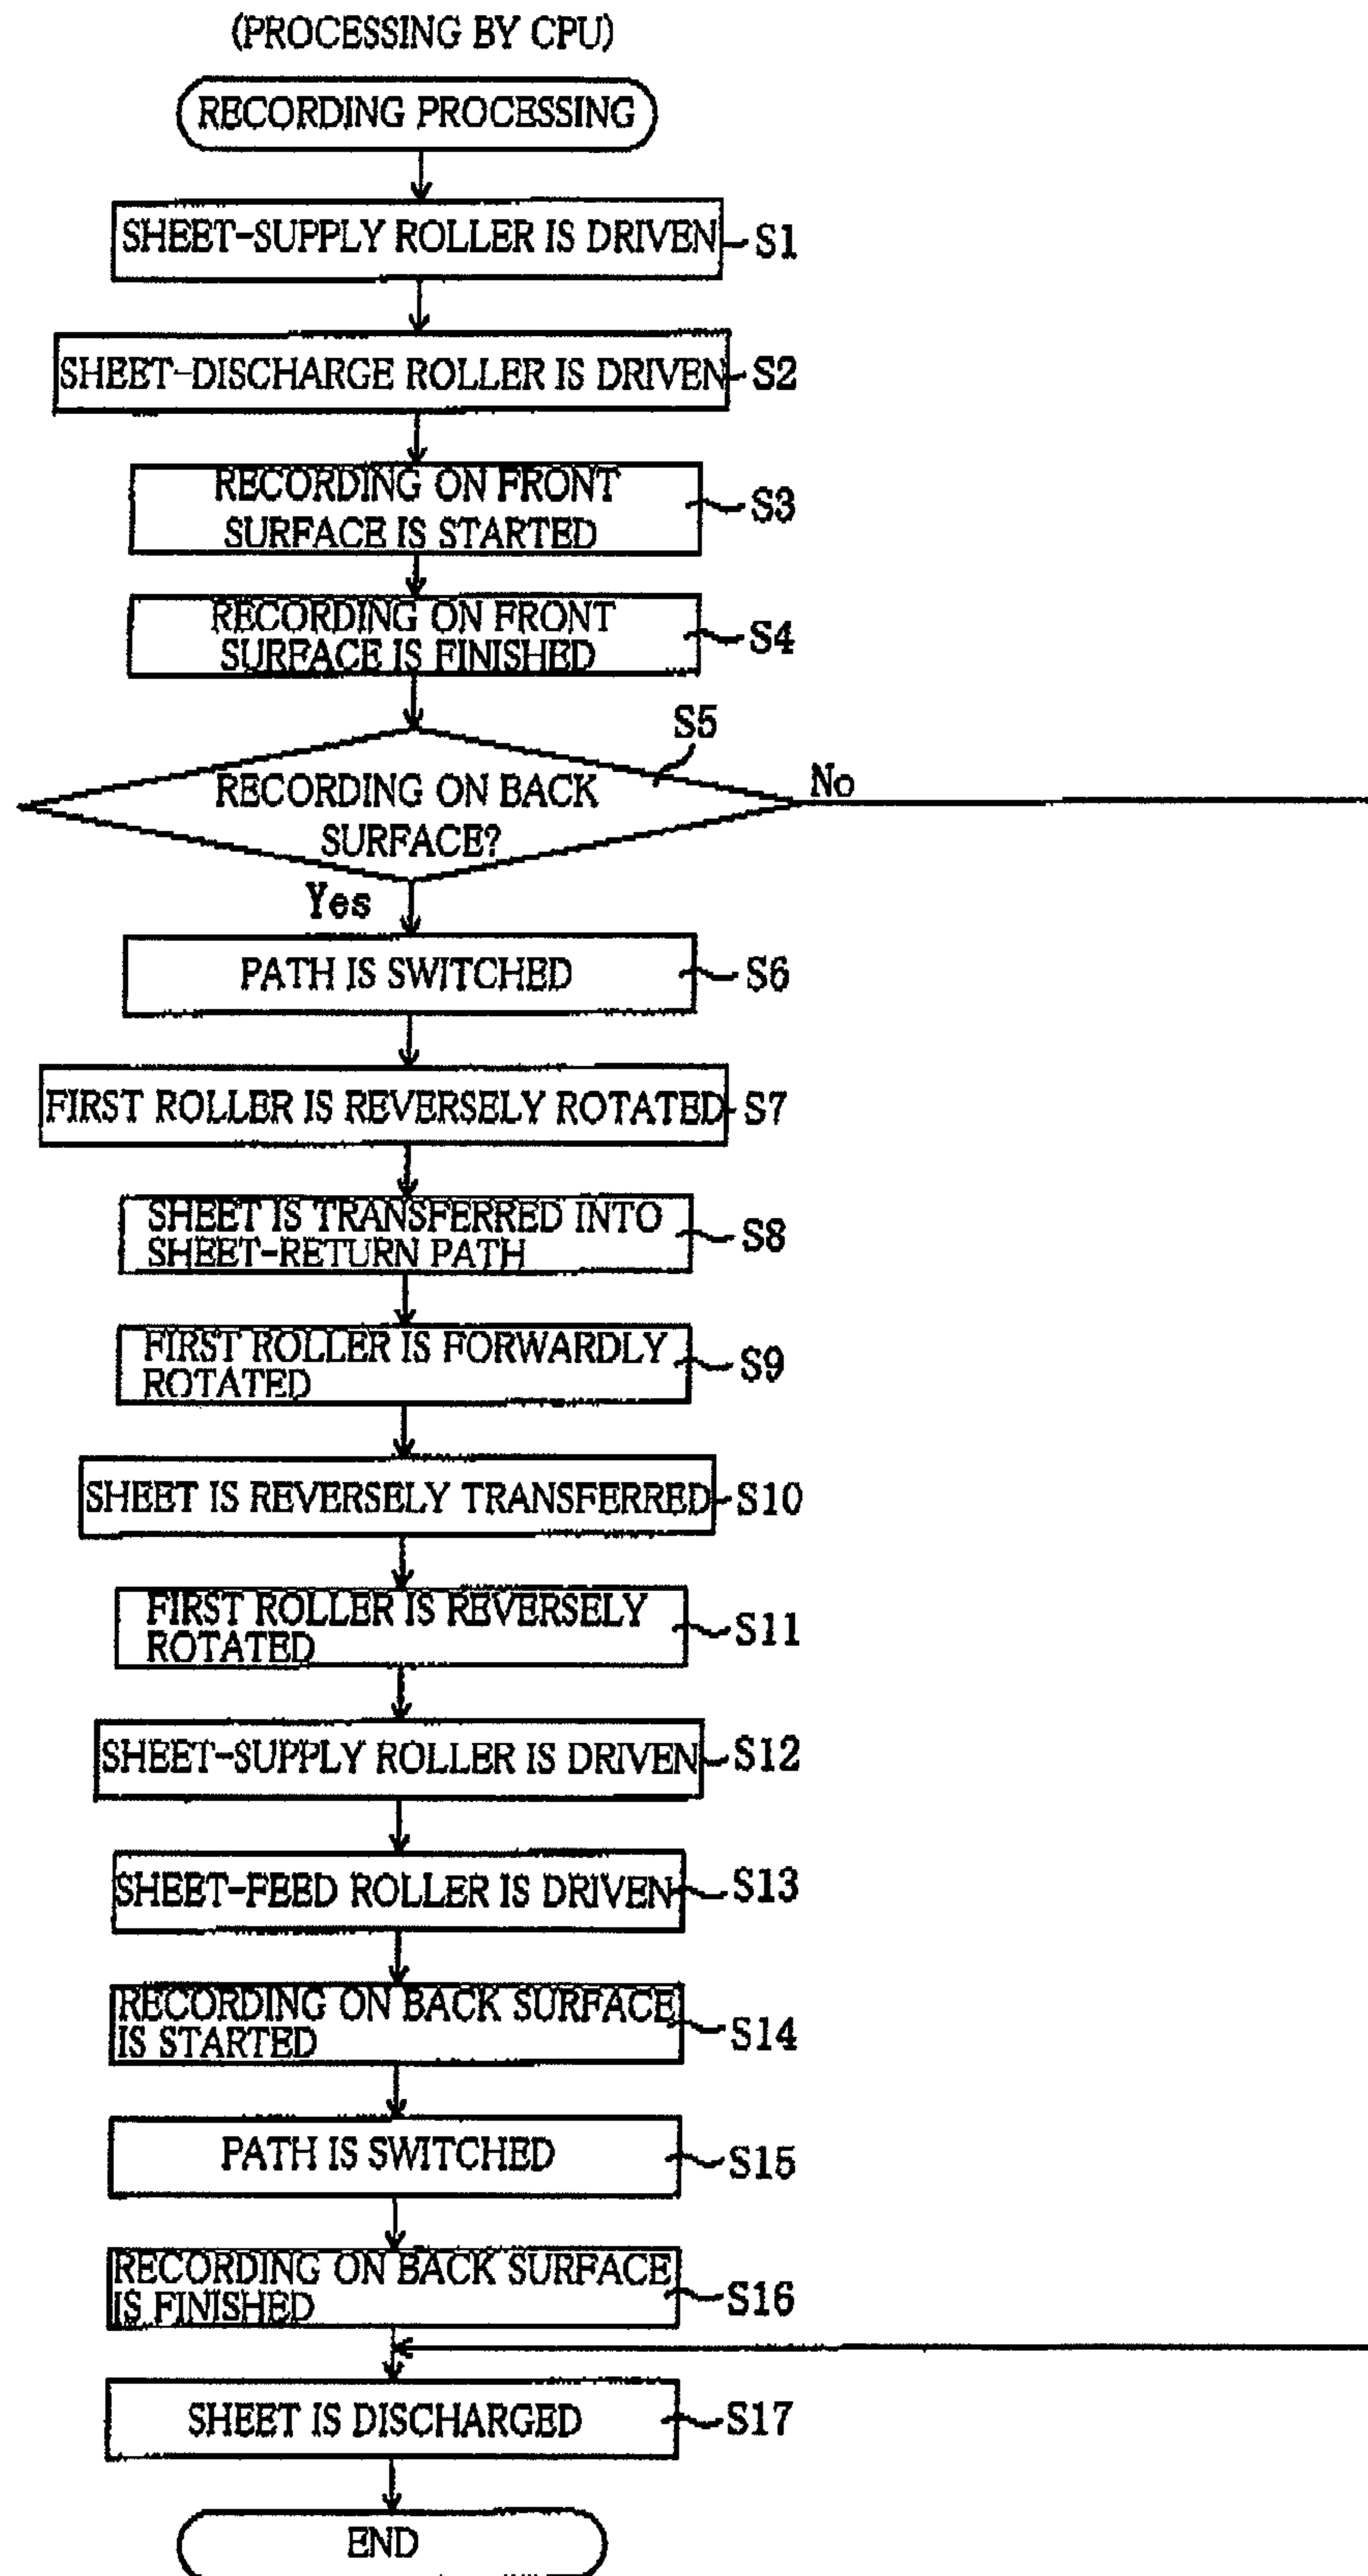 (PROCESSING BY CPU)
RECORDING PROCESSING
SHEET-SUPPLY ROLLER IS DRIVEN
S1
SHEET-DISCHARGE ROLLER IS DRIVEN
S2
RECORDING ON FRONT
SURFACE IS STARTED
S3
RECORDING ON FRONT
SURFACE IS FINISHED
S4
S5
RECORDING ON BACK
SURFACE?
No
Yes
PATH IS SWITCHED
S6
FIRST ROLLER IS REVERSELY ROTATED
S7
SHEET IS TRANSFERRED INTO
SHEET-RETURN PATH
S8
FIRST ROLLER IS FORWARDLY
ROTATED
S9
SHEET IS REVERSELY TRANSFERRED
S10
FIRST ROLLER IS REVERSELY
ROTATED
S11
SHEET-SUPPLY ROLLER IS DRIVEN
S12
SHEET-FEED ROLLER IS DRIVEN
S13
RECORDING ON BACK SURFACE
IS STARTED
S14
PATH IS SWITCHED
S15
RECORDING ON BACK SURFACE
IS FINISHED
S16
SHEET IS DISCHARGED
S17
END